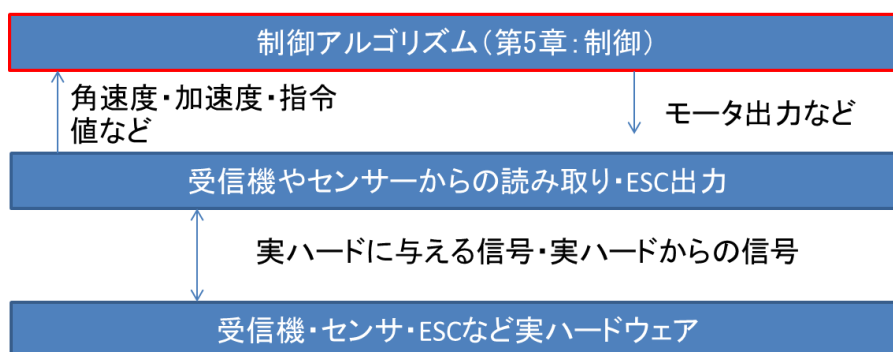 制御アルゴリズム(第5章:制御)
角速度・加速度・指令
値など
モータ出力など
受信機やセンサーからの読み取り・ESC出力
実ハードに与える信号・実ハードからの信号
受信機・センサ・ESCなど実ハードウェア